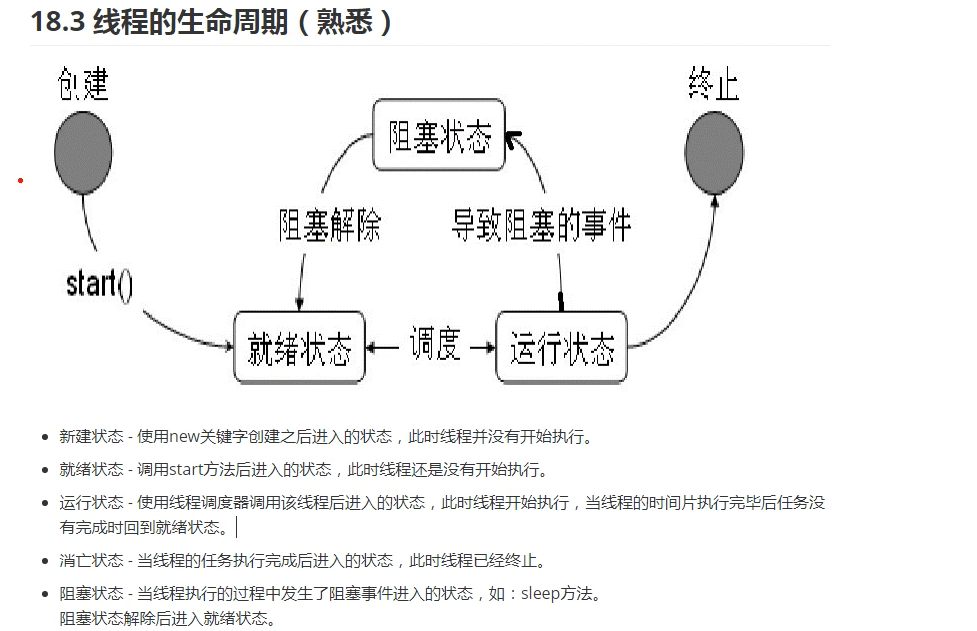 18.3 线程的生命周期（熟悉）
创建
终止
阻塞状态
阻塞解除
导致阻塞的事件
start()
就绪状态
调度
运行状态
新建状态 - 使用new关键字创建之后进入的状态，此时线程并没有开始执行。
就绪状态 - 调用start方法后进入的状态，此时线程还是没有开始执行。
运行状态 - 使用线程调度器调用该线程后进入的状态，此时线程开始执行，当线程的时间片执行完毕后任务没
有完成时回到就绪状态。
消亡状态 - 当线程的任务执行完成后进入的状态，此时线程已经终止。
阻塞状态 - 当线程执行的过程中发生了阻塞事件进入的状态，如：sleep方法。
阻塞状态解除后进入就绪状态。